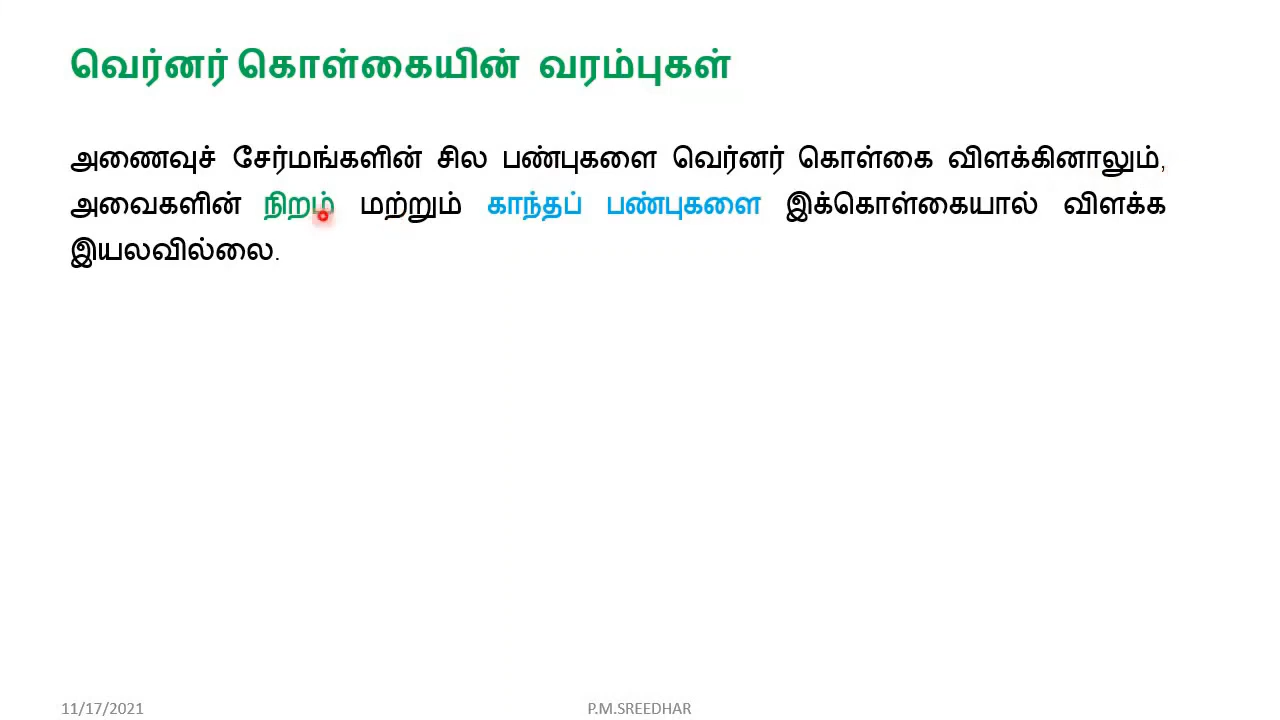 வெர்னர் கொள்கையின் வரம்புகள்
அணைவுச் சேர்மங்களின் சில பண்புகளை வெர்னர் கொள்கை விளக்கினாலும்,
அவைகளின் நிறம் மற்றும் காந்தப் பண்புகளை இக்கொள்கையால் விளக்க
இயலவில்லை.
11/17/2021 P.M.SREEDHAR